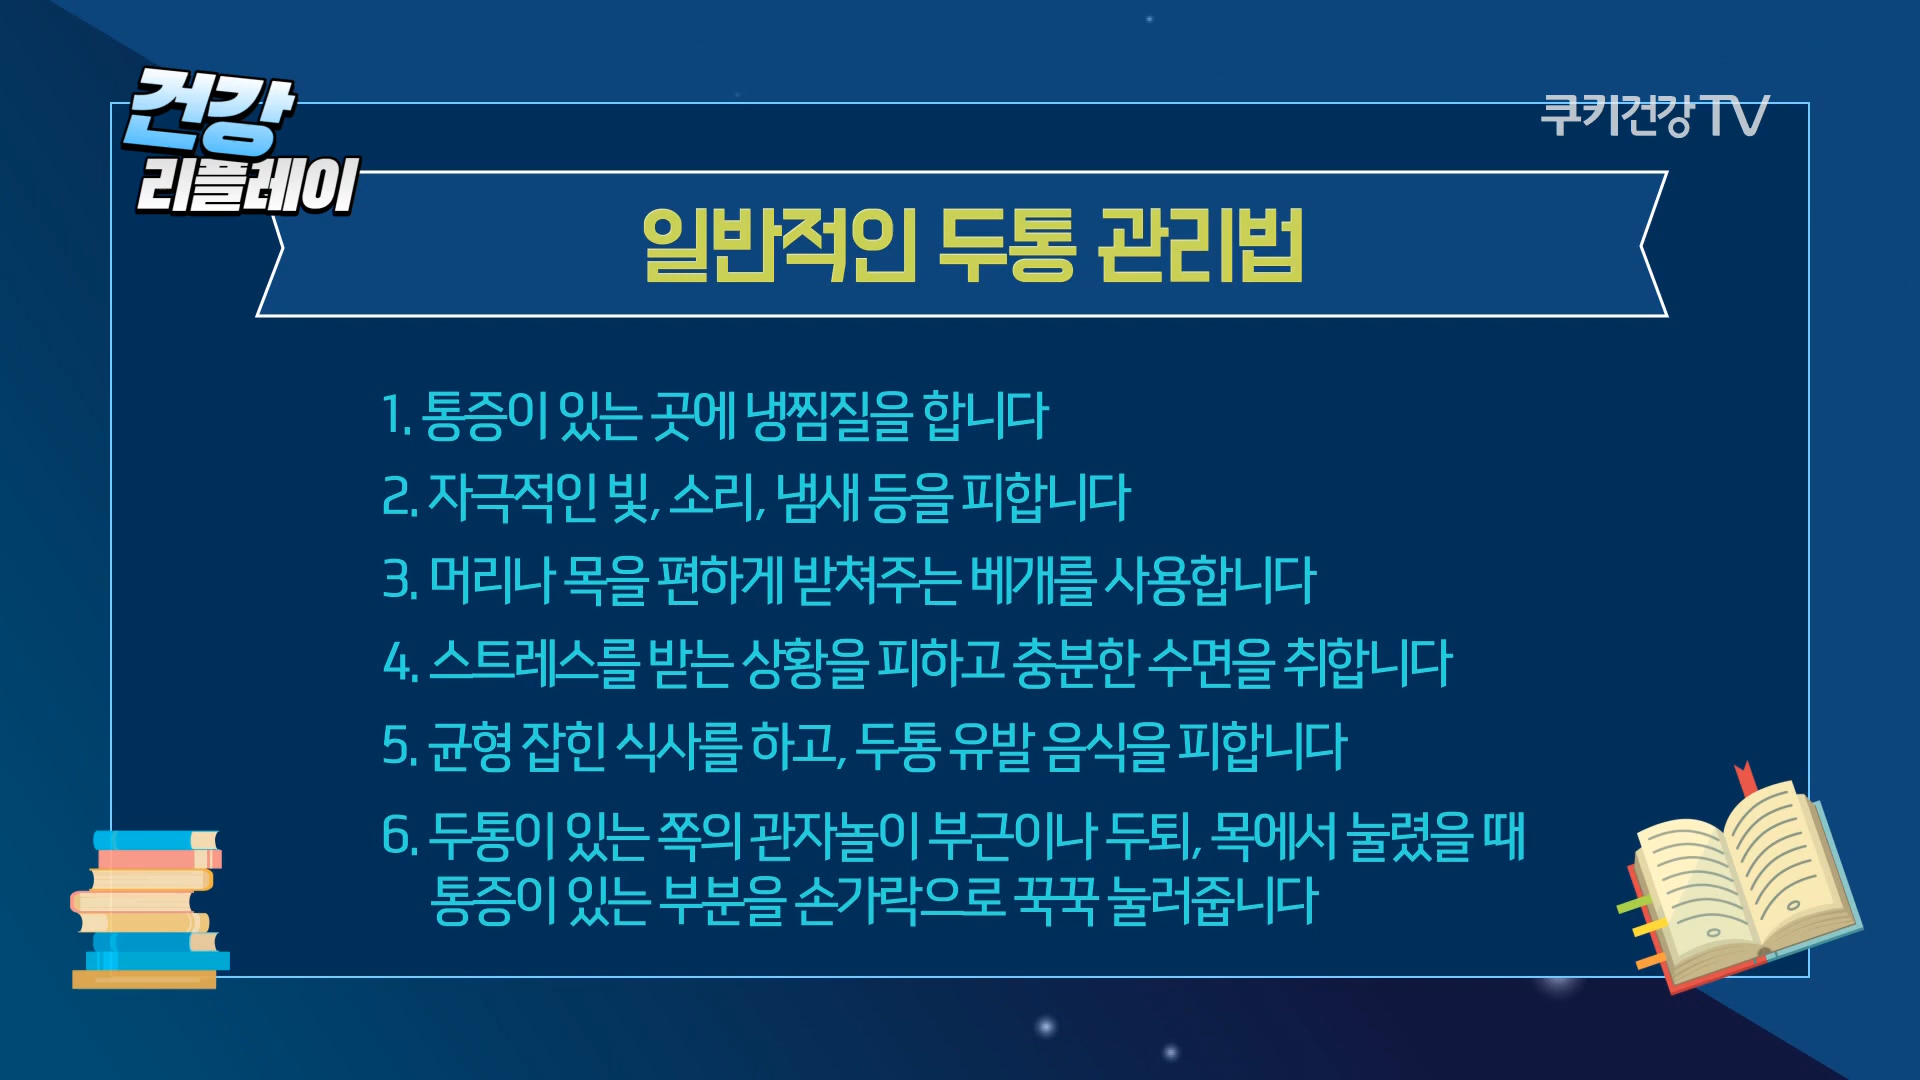 건강
리플레이
쿠키건강TV
일반적인 두통 관리법
1. 통증이 있는 곳에 냉찜질을 합니다
2. 자극적인 빛, 소리, 냄새 등을 피합니다
3. 머리나 목을 편하게 받쳐주는 베개를 사용합니다
4. 스트레스를 받는 상황을 피하고 충분한 수면을 취합니다
5. 균형 잡힌 식사를 하고, 두통 유발 음식을 피합니다
6. 두통이 있는 쪽의 관자놀이 부근이나 두퇴, 목에서 눌렸을 때
통증이 있는 부분을 손가락으로 꾹꾹 눌러줍니다